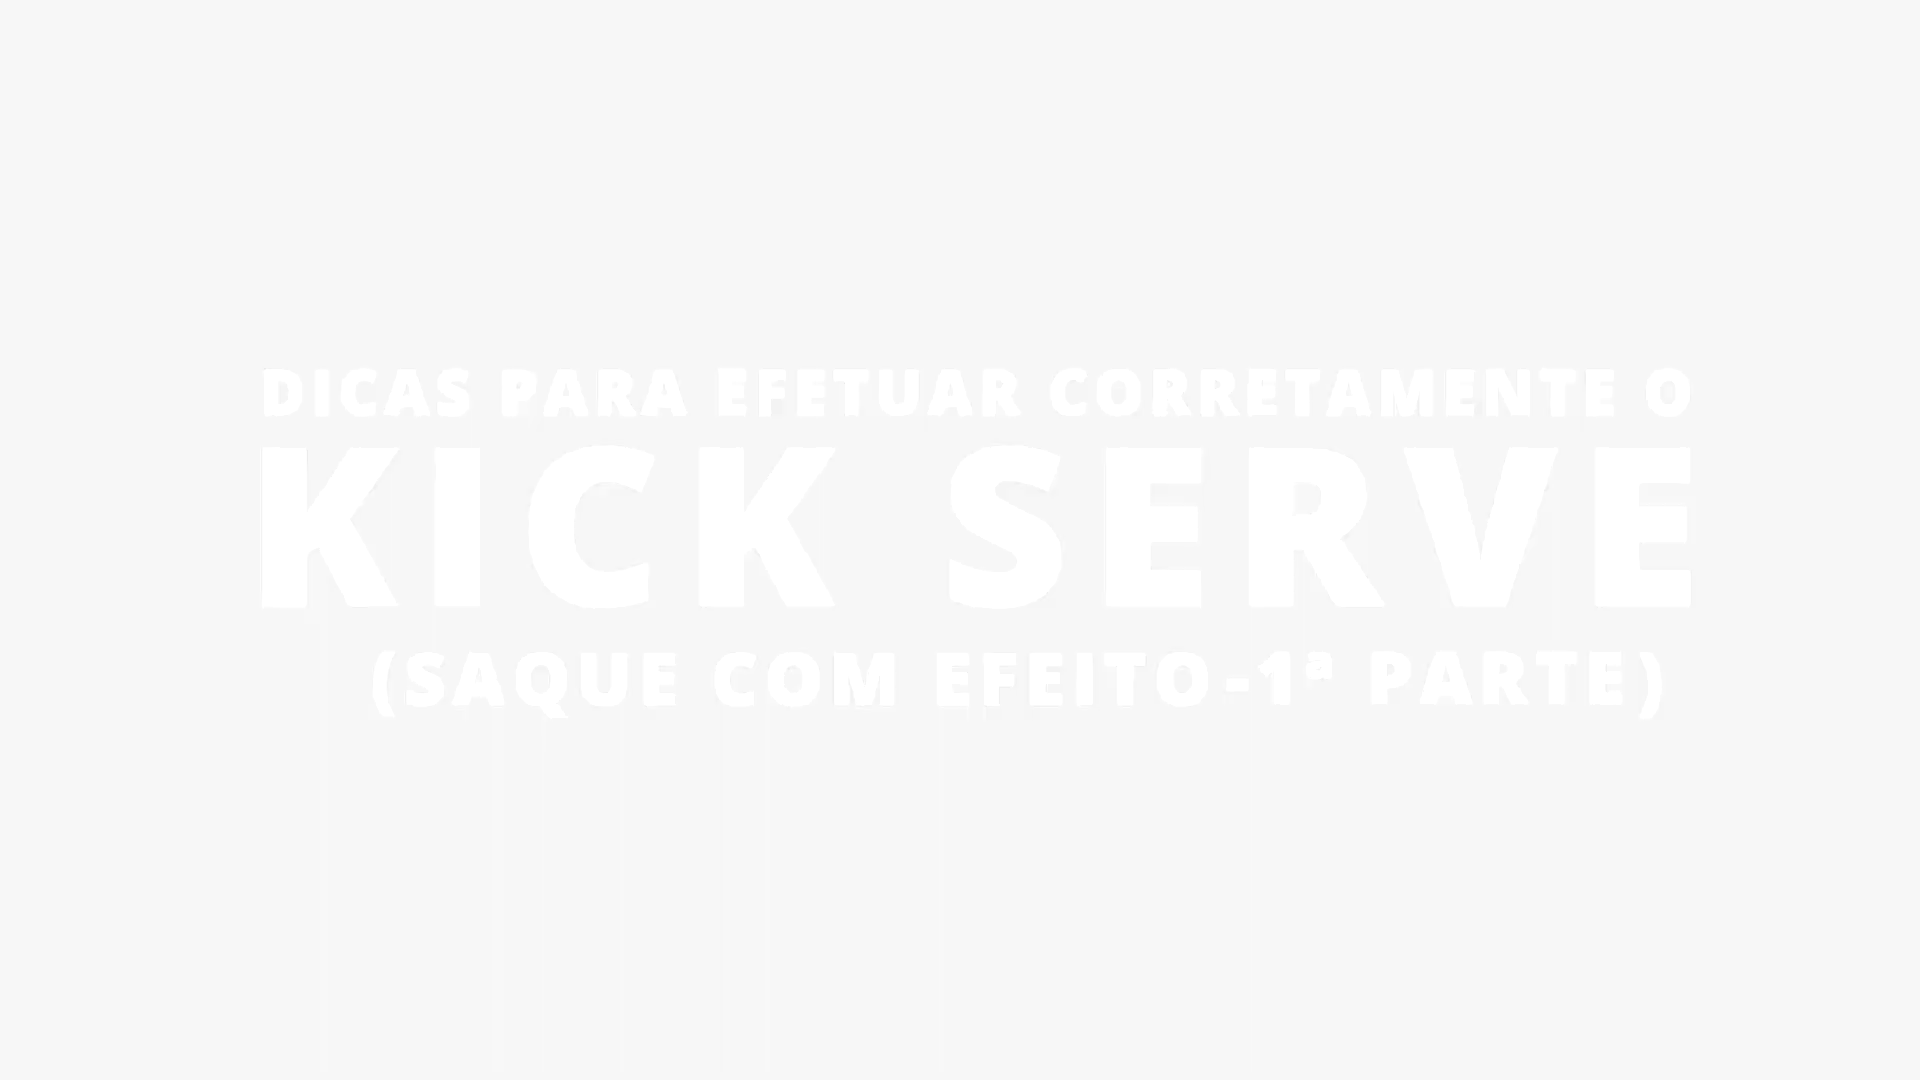 DICAS PARA EFETUAR CORRETAMENTE O
KICK SERVE
(SAQUE COM EFEITO-1ª PARTE)